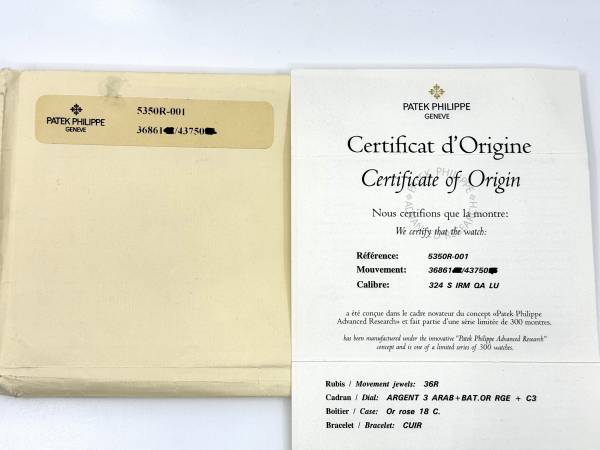 5350R-001
PATEK PHILIPPE
GENEVE
36861 /43750
PATEK PHILIPPE
GENEVE
Certificat d'Origine
Certificate of Origin
PATEK PHILIPPE
ADVANCED RESEARCH
Nous certifions que la montre:
We certify that the watch:
Référence: 5350R-001
Mouvement: 36861 /43750
Calibre: 324 S IRM QA LU
a été conçue dans le cadre novateur du concept «Patek Philippe
Advanced Research» et fait partie d'une série limitée de 300 montres.
has been manufactured under the innovative "Patek Philippe Advanced Research"
concept and is one of a limited series of 300 watches.
Rubis / Movement jewels: 36R
Cadran / Dial: ARGENT 3 ARAB+BAT.OR RGE + C3
Boîtier / Case: Or rose 18 C.
Bracelet / Bracelet: CUIR